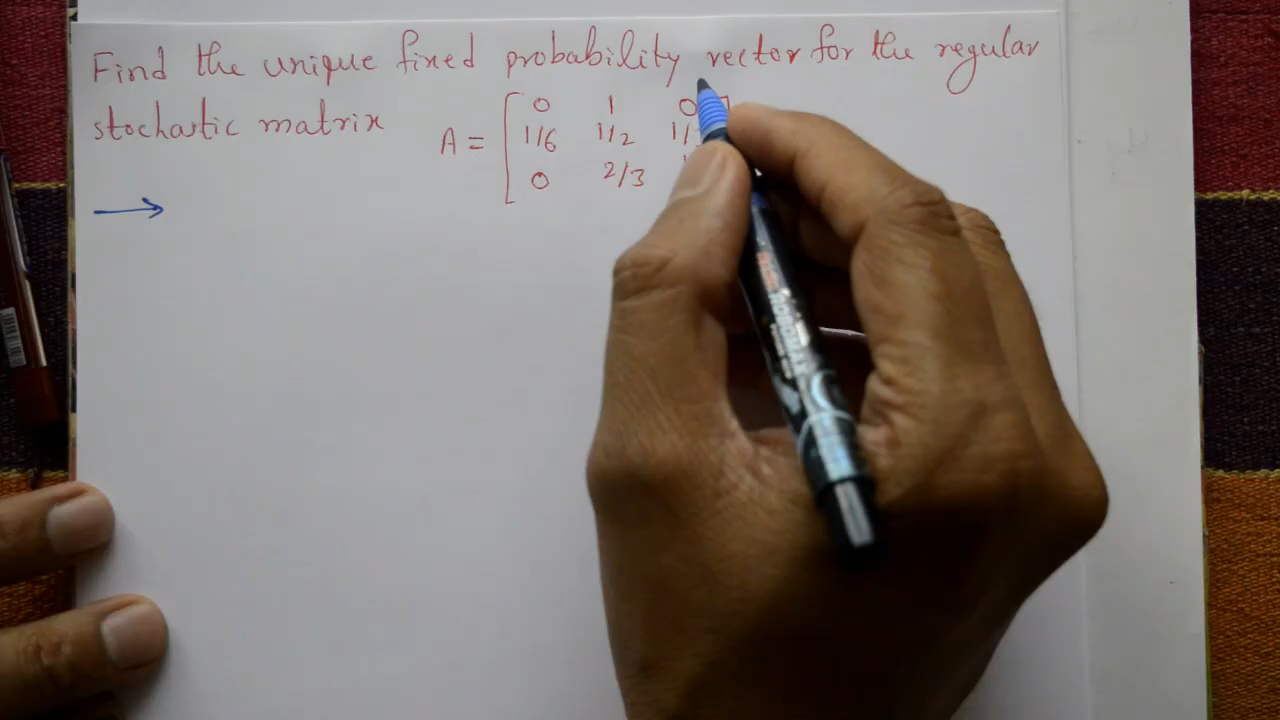 Find the unique fixed probability vector for the regular
stochastic matrix
0 1 0
A = 1/6 1/2 1/
0 2/3